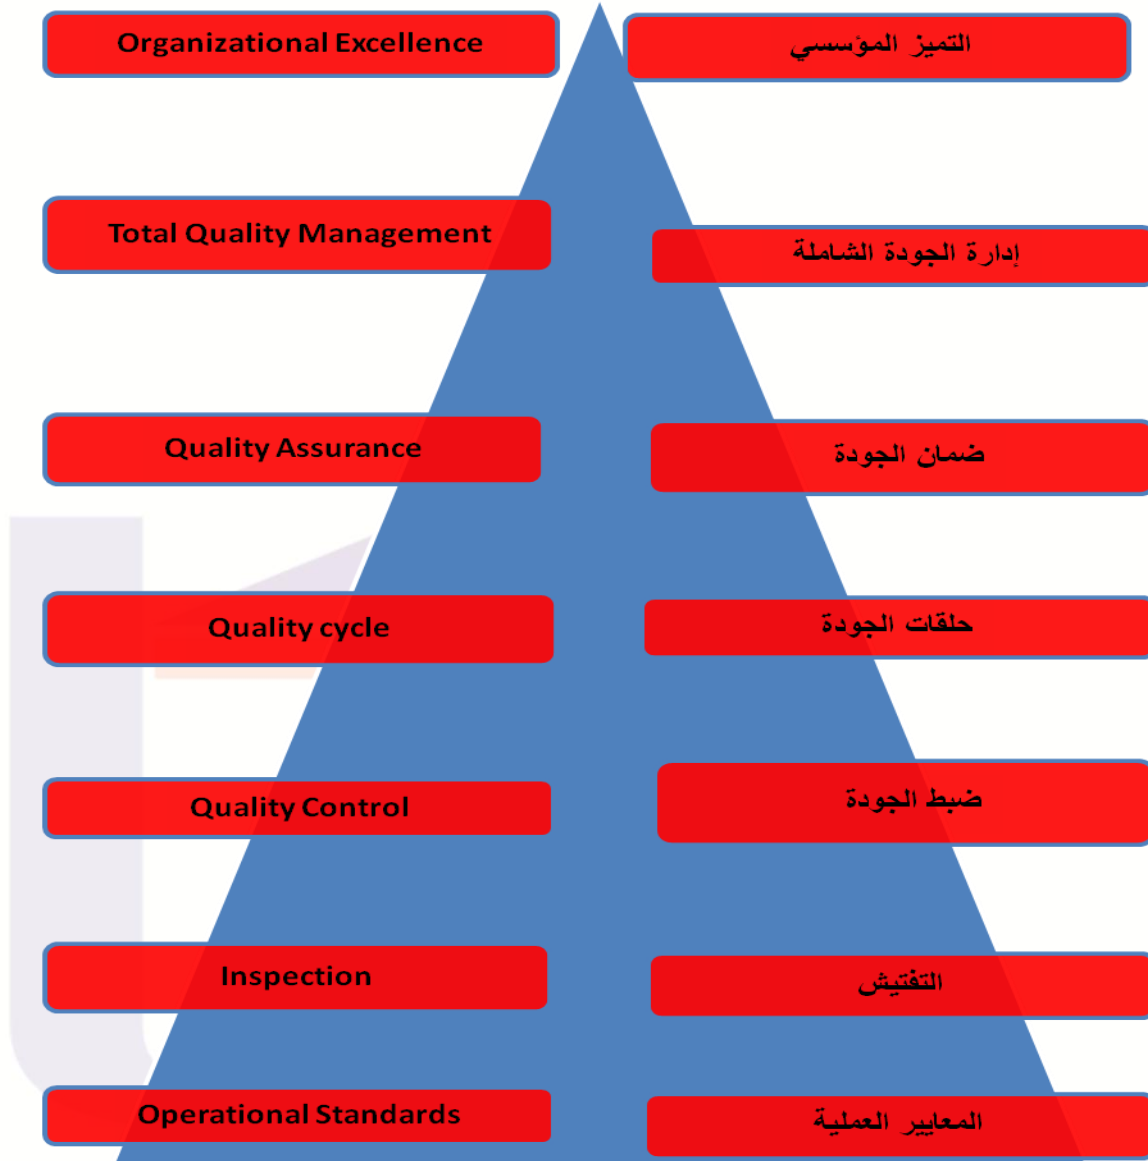 Organizational Excellence
التميز المؤسسي
Total Quality Management
إدارة الجودة الشاملة
Quality Assurance
ضمان الجودة
Quality cycle
حلقات الجودة
Quality Control
ضبط الجودة
Inspection
التفتيش
Operational Standards
المعايير العملية